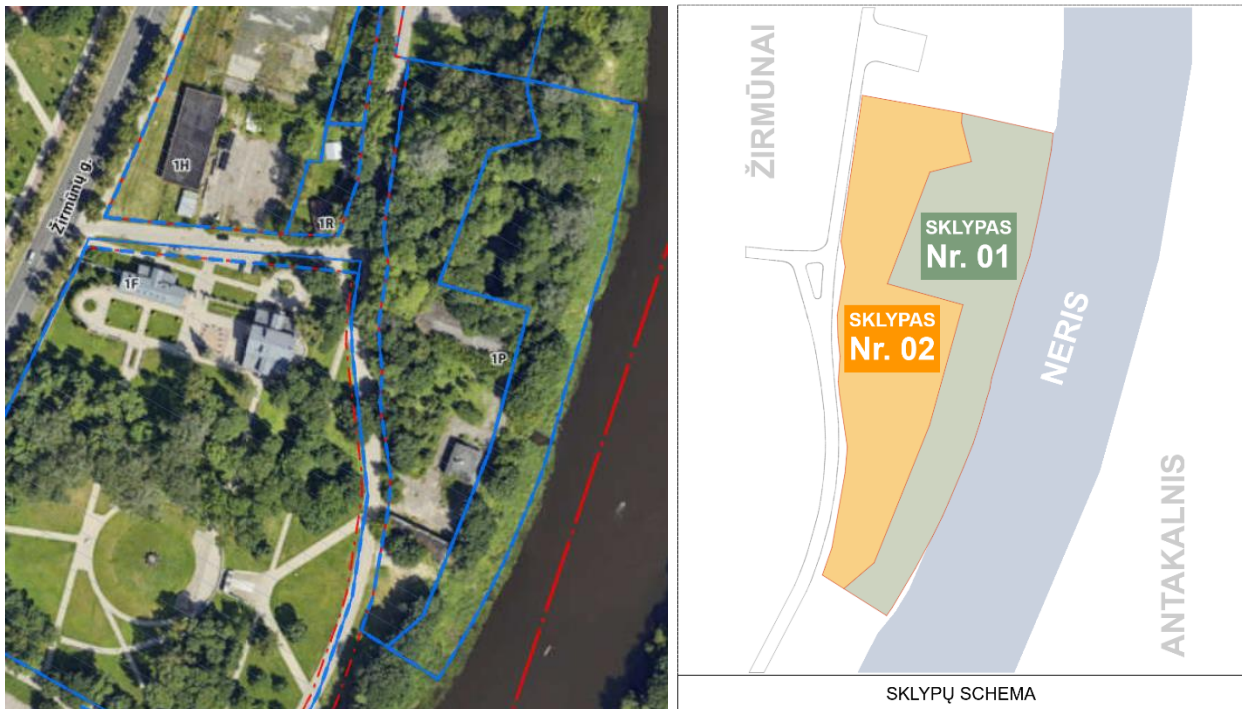 Žirmūnų g.
1H
1R
1F
1P
ŽIRMŪNAI
SKLYPAS
Nr. 01
SKLYPAS
Nr. 02
NERIS
ANTAKALNIS
SKLYPŲ SCHEMA